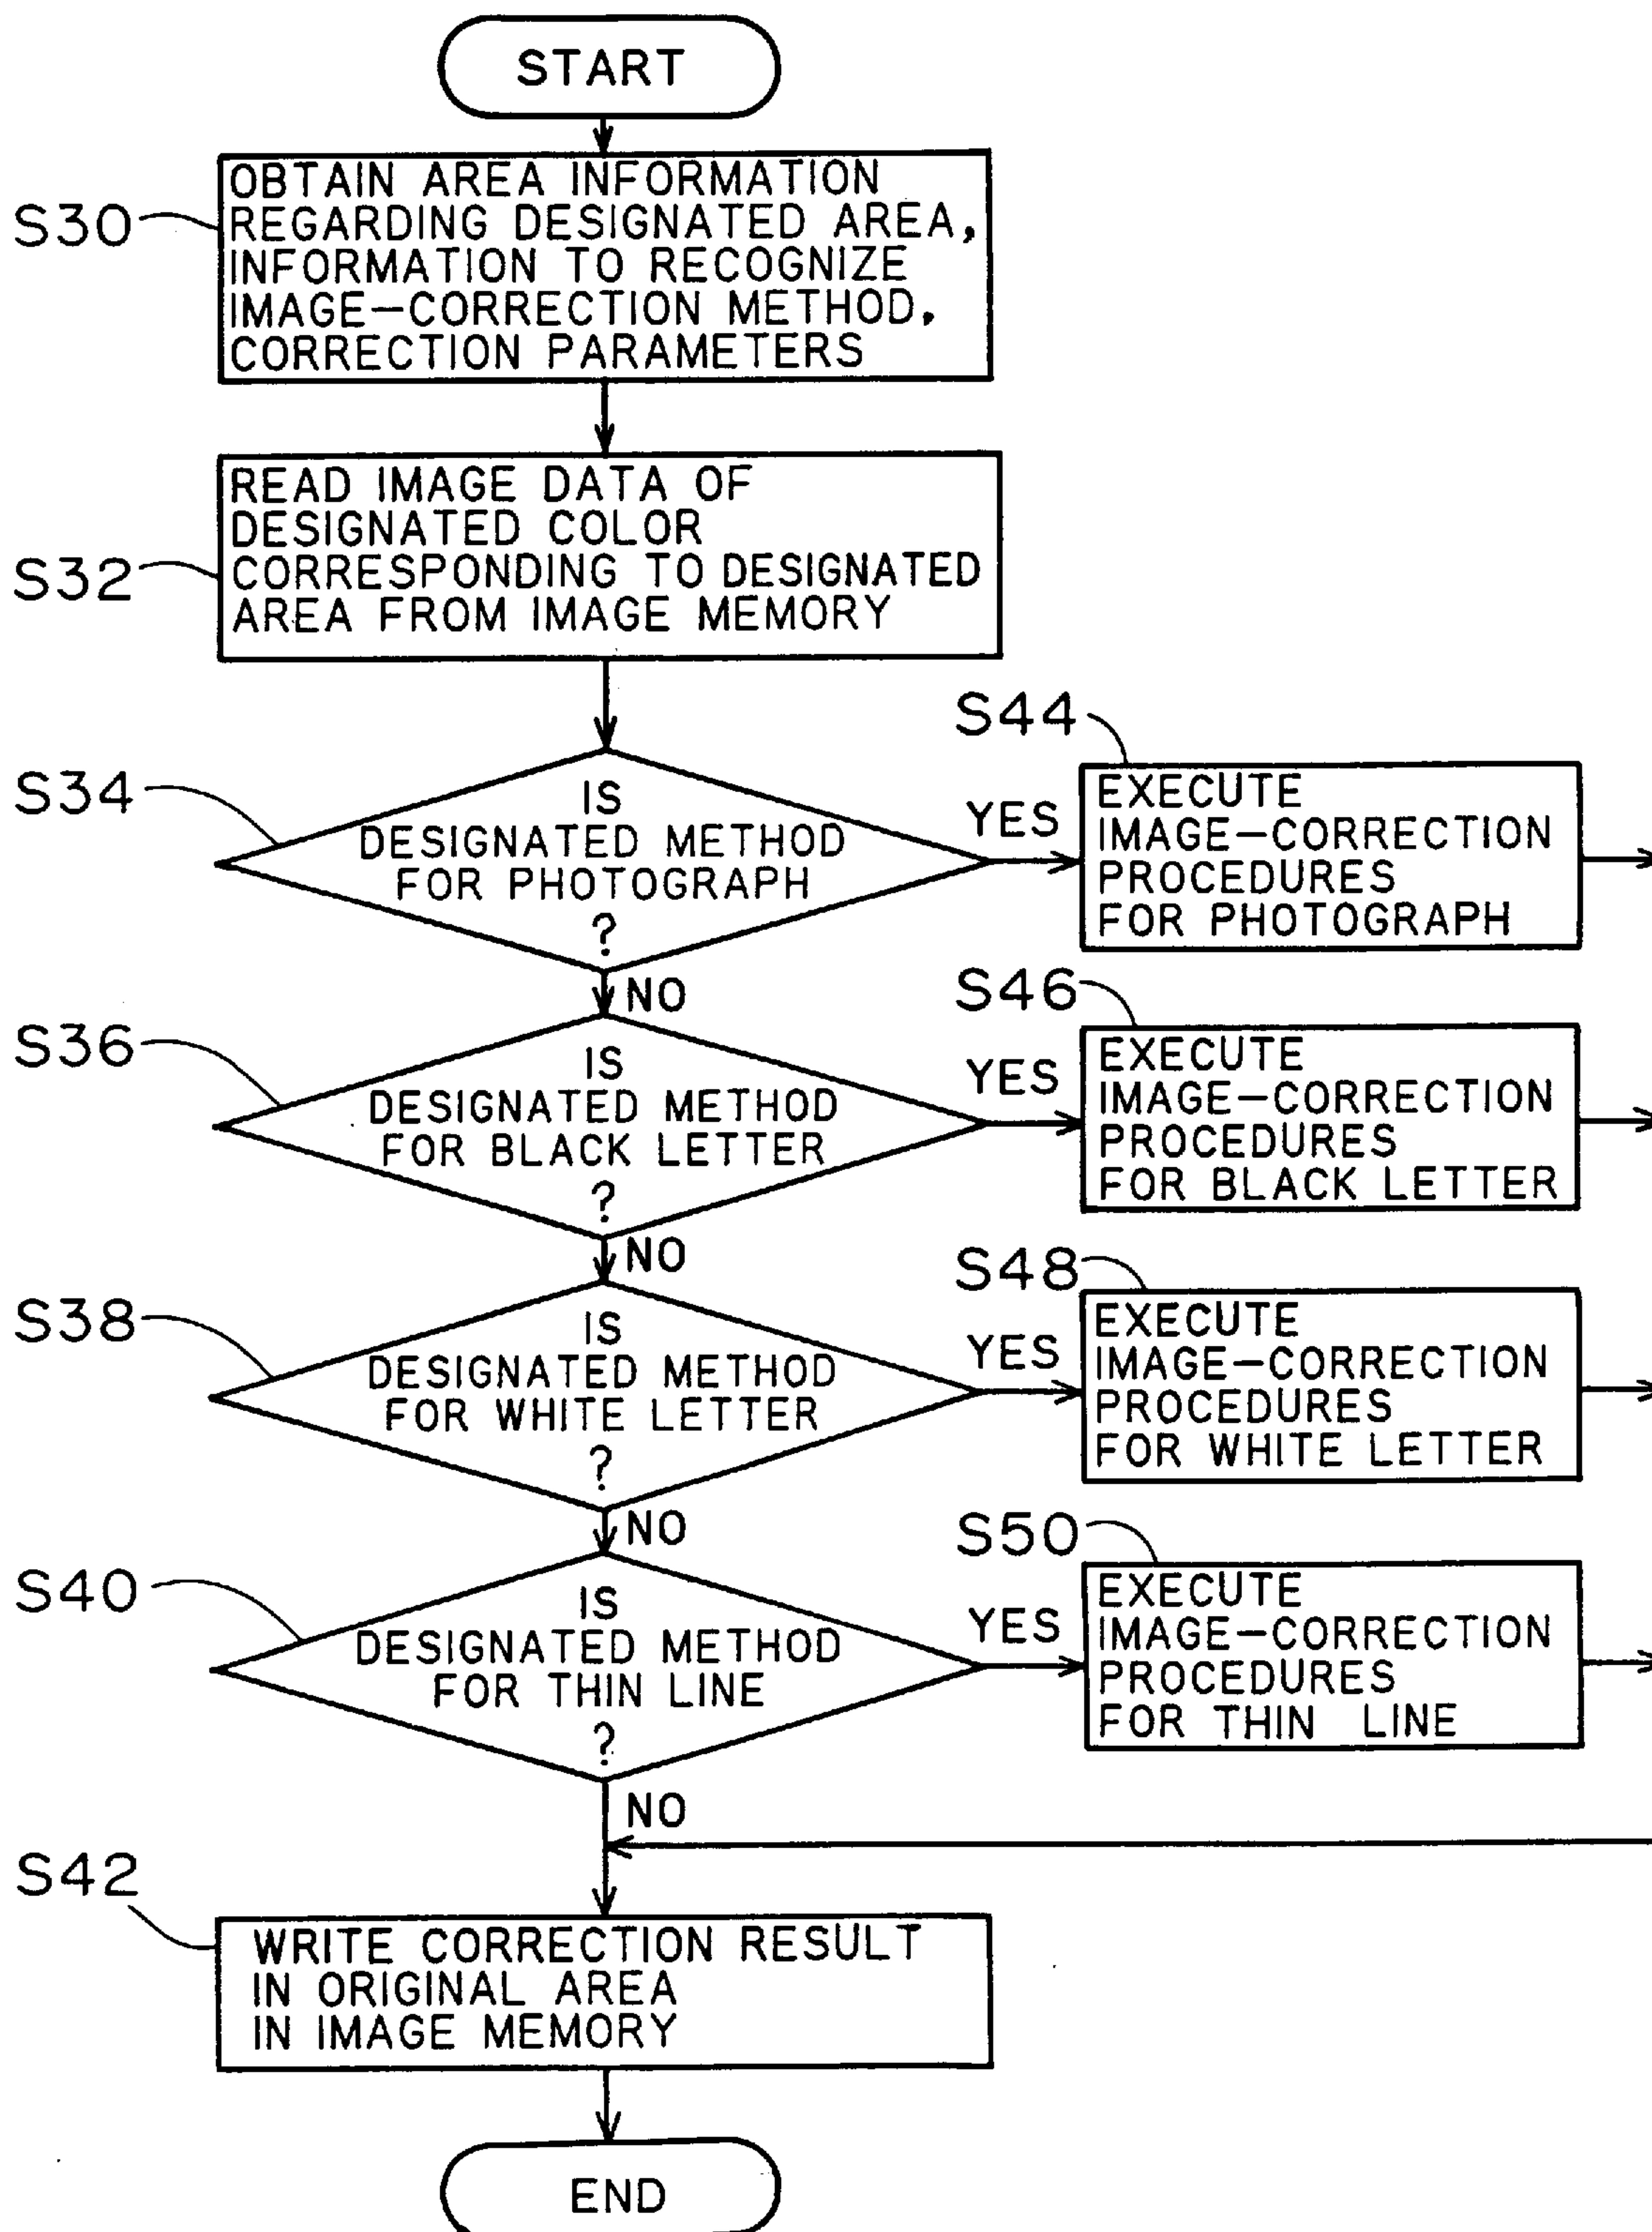 START
S30
OBTAIN AREA INFORMATION
REGARDING DESIGNATED AREA,
INFORMATION TO RECOGNIZE
IMAGE-CORRECTION METHOD,
CORRECTION PARAMETERS
S32
READ IMAGE DATA OF
DESIGNATED COLOR
CORRESPONDING TO DESIGNATED
AREA FROM IMAGE MEMORY
S34
IS
DESIGNATED METHOD
FOR PHOTOGRAPH
?
YES
S44
EXECUTE
IMAGE-CORRECTION
PROCEDURES
FOR PHOTOGRAPH
NO
S36
IS
DESIGNATED METHOD
FOR BLACK LETTER
?
YES
S46
EXECUTE
IMAGE-CORRECTION
PROCEDURES
FOR BLACK LETTER
NO
S38
IS
DESIGNATED METHOD
FOR WHITE LETTER
?
YES
S48
EXECUTE
IMAGE-CORRECTION
PROCEDURES
FOR WHITE LETTER
NO
S40
IS
DESIGNATED METHOD
FOR THIN LINE
?
YES
S50
EXECUTE
IMAGE-CORRECTION
PROCEDURES
FOR THIN LINE
NO
S42
WRITE CORRECTION RESULT
IN ORIGINAL AREA
IN IMAGE MEMORY
END